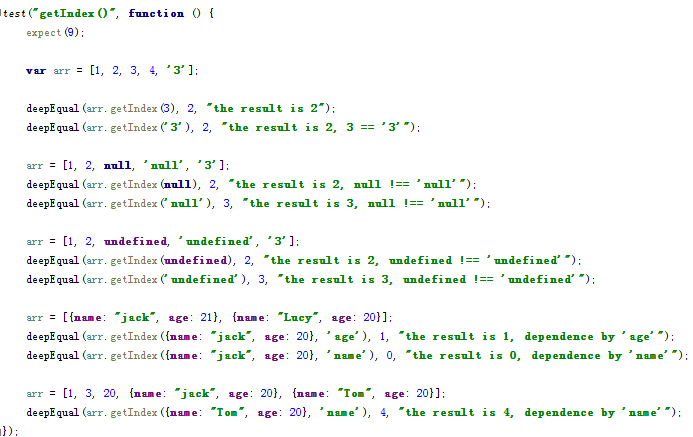 test("getIndex()", function () {
expect(9);
var arr = [1, 2, 3, 4, '3'];
deepEqual(arr.getIndex(3), 2, "the result is 2");
deepEqual(arr.getIndex('3'), 2, "the result is 2, 3 == '3'");
arr = [1, 2, null, 'null', '3'];
deepEqual(arr.getIndex(null), 2, "the result is 2, null !== 'null'");
deepEqual(arr.getIndex('null'), 3, "the result is 3, null !== 'null'");
arr = [1, 2, undefined, 'undefined', '3'];
deepEqual(arr.getIndex(undefined), 2, "the result is 2, undefined !== 'undefined'");
deepEqual(arr.getIndex('undefined'), 3, "the result is 3, undefined !== 'undefined'");
arr = [{name: "jack", age: 21}, {name: "Lucy", age: 20}];
deepEqual(arr.getIndex({name: "jack", age: 20}, 'age'), 1, "the result is 1, dependence by 'age'");
deepEqual(arr.getIndex({name: "jack", age: 20}, 'name'), 0, "the result is 0, dependence by 'name'");
arr = [1, 3, 20, {name: "jack", age: 20}, {name: "Tom", age: 20}];
deepEqual(arr.getIndex({name: "Tom", age: 20}, 'name'), 4, "the result is 4, dependence by 'name'");
});